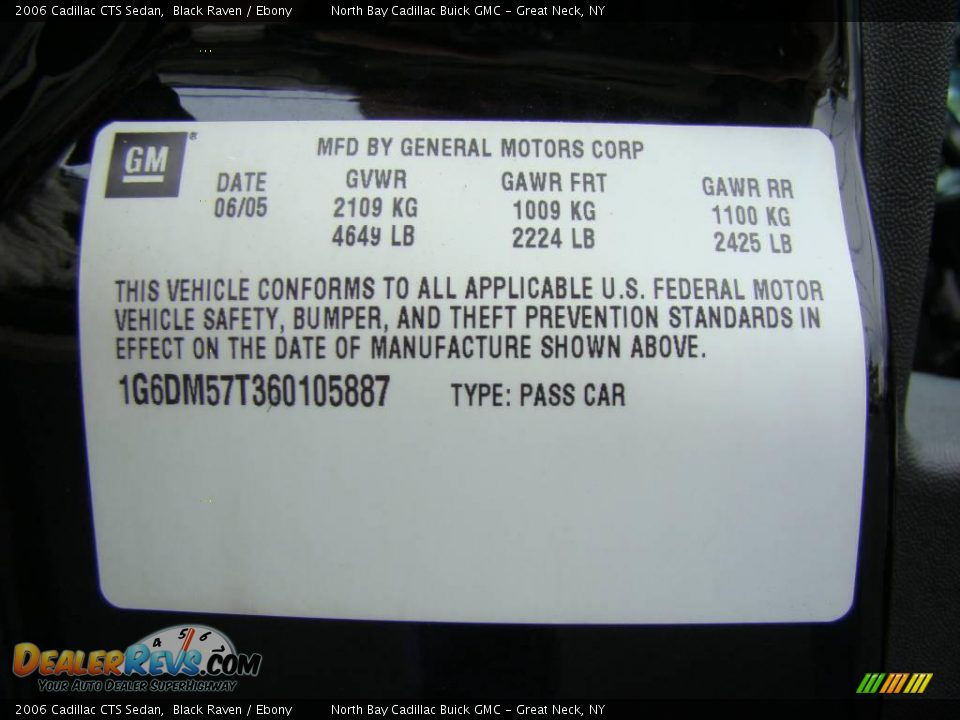 2006 Cadillac CTS Sedan, Black Raven / Ebony North Bay Cadillac Buick GMC - Great Neck, NY
GM ®
MFD BY GENERAL MOTORS CORP
DATE GVWR GAWR FRT GAWR RR
06/05 2109 KG 1009 KG 1100 KG
4649 LB 2224 LB 2425 LB
THIS VEHICLE CONFORMS TO ALL APPLICABLE U.S. FEDERAL MOTOR
VEHICLE SAFETY, BUMPER, AND THEFT PREVENTION STANDARDS IN
EFFECT ON THE DATE OF MANUFACTURE SHOWN ABOVE.
1G6DM57T360105887 TYPE: PASS CAR
4 5 6
DEALERREVS.COM
YOUR AUTO DEALER SUPERHIGHWAY
2006 Cadillac CTS Sedan, Black Raven / Ebony North Bay Cadillac Buick GMC - Great Neck, NY